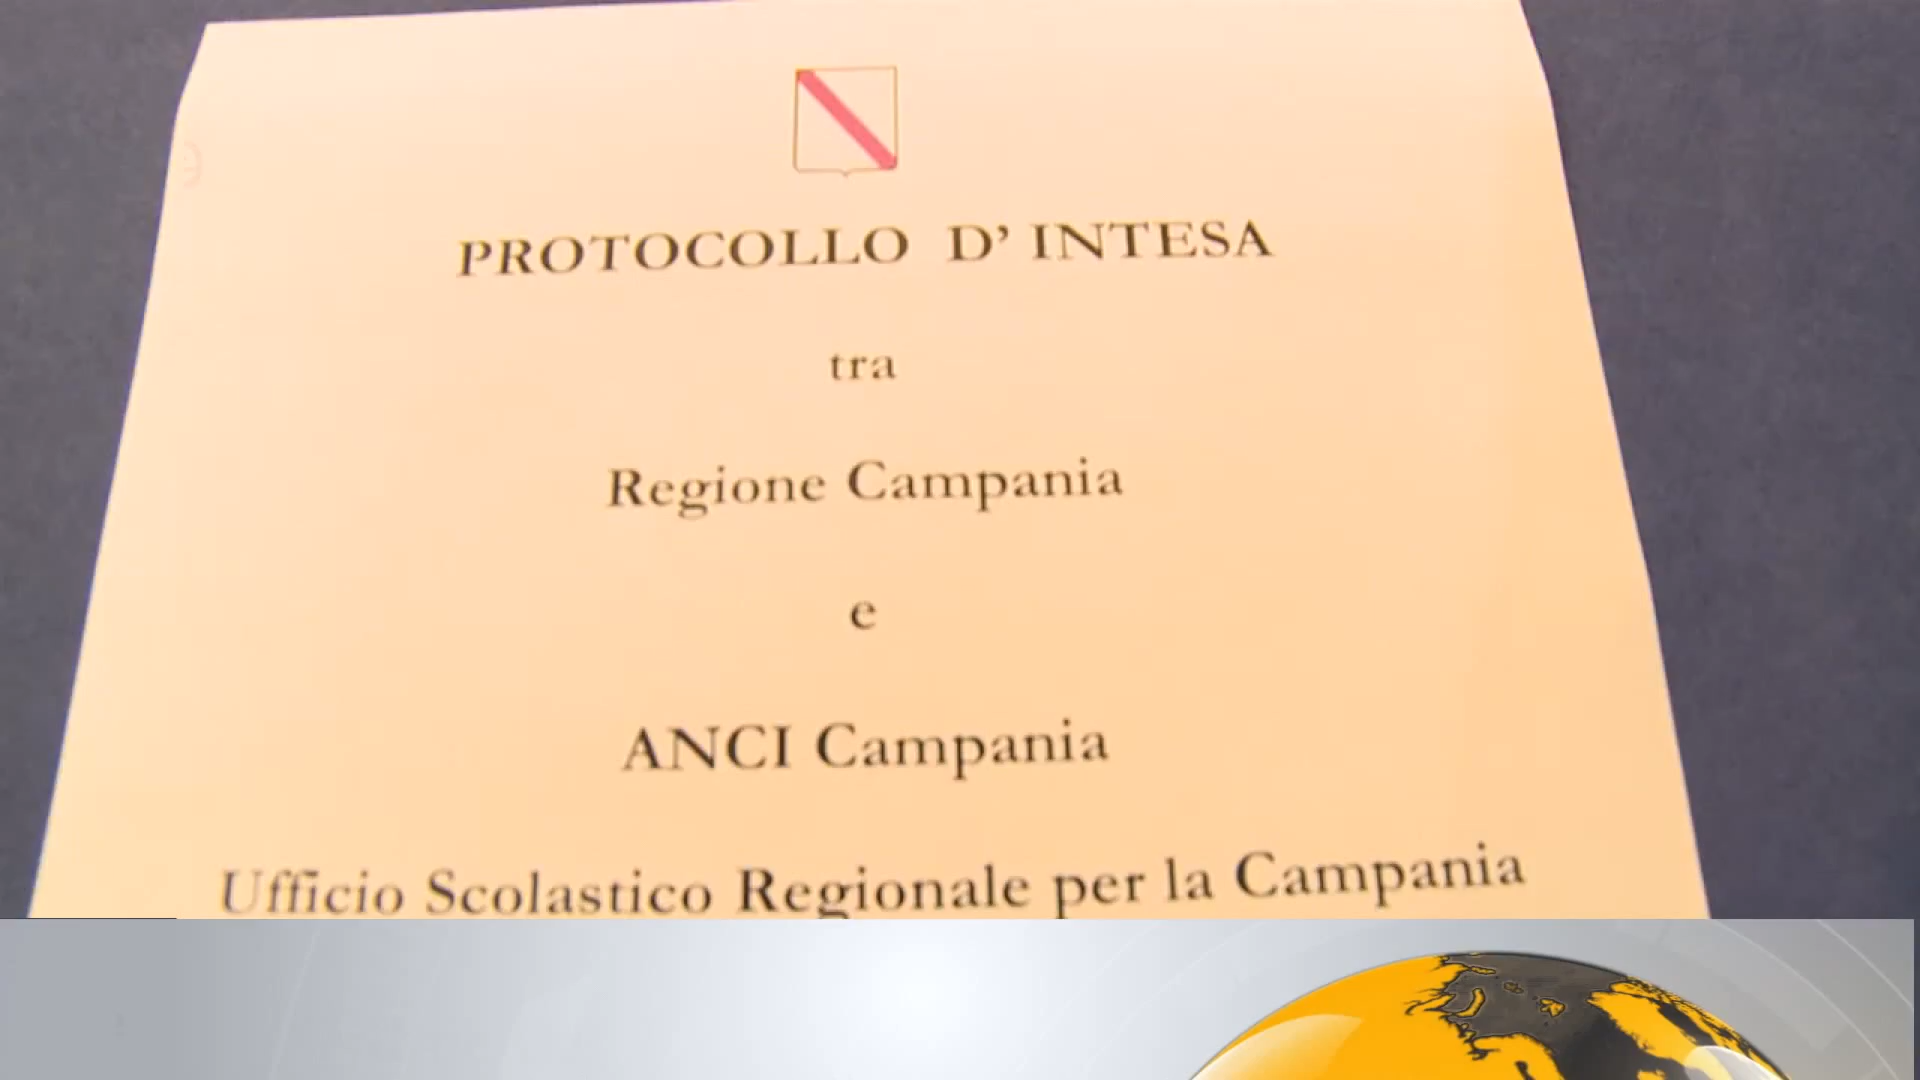 PROTOCOLLO D' INTESA
tra
Regione Campania
e
ANCI Campania
Ufficio Scolastico Regionale per la Campania